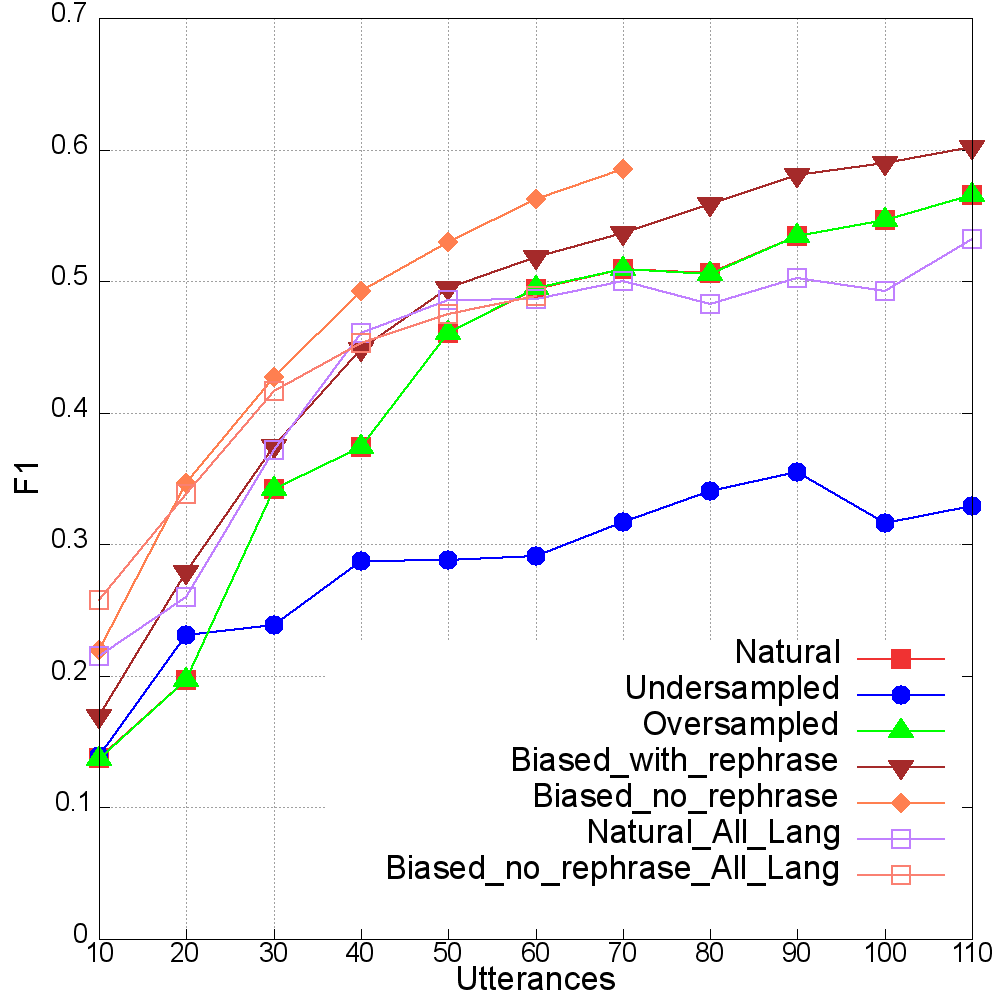 0.7
0.6
0.5
0.4
0.3
0.2
0.1
0
F1
Natural
Undersampled
Oversampled
Biased_with_rephrase
Biased_no_rephrase
Natural_All_Lang
Biased_no_rephrase_All_Lang
10 20 30 40 50 60 70 80 90 100 110
Utterances